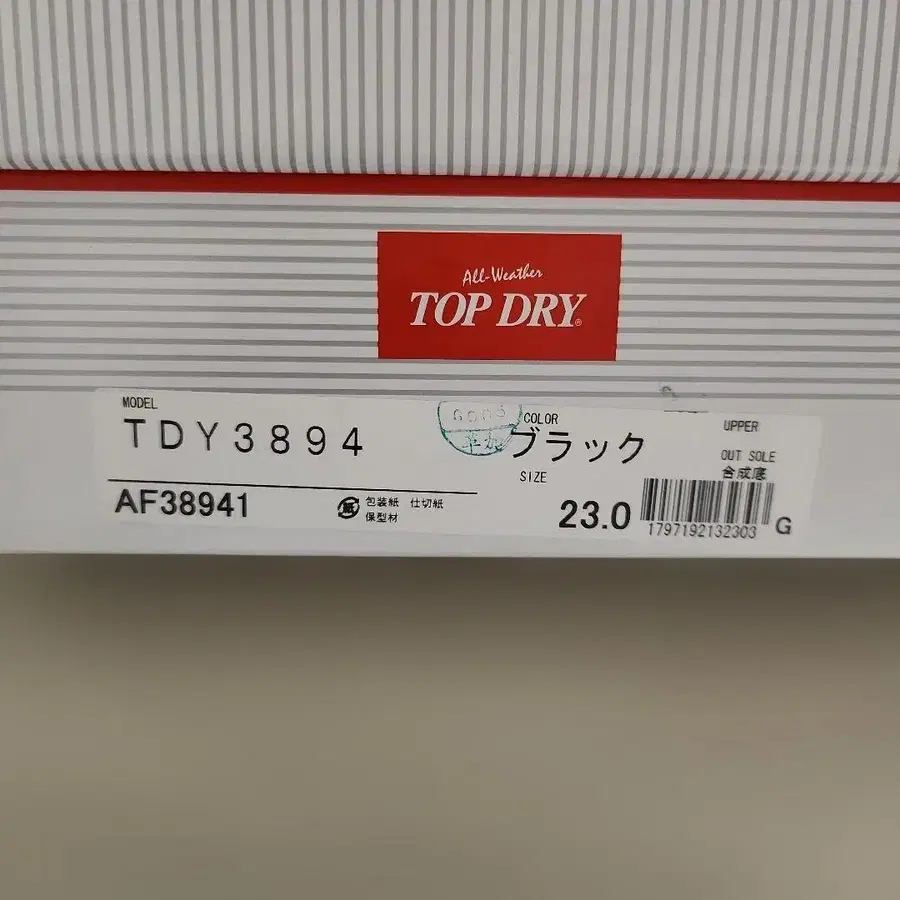 All-Weather
TOP DRY®
MODEL
TDY3894
COLOR
ブラック
UPPER
OUT SOLE
合成底
SIZE
23.0
AF38941
紙
包装紙 仕切紙
保型材
1797192132303
G